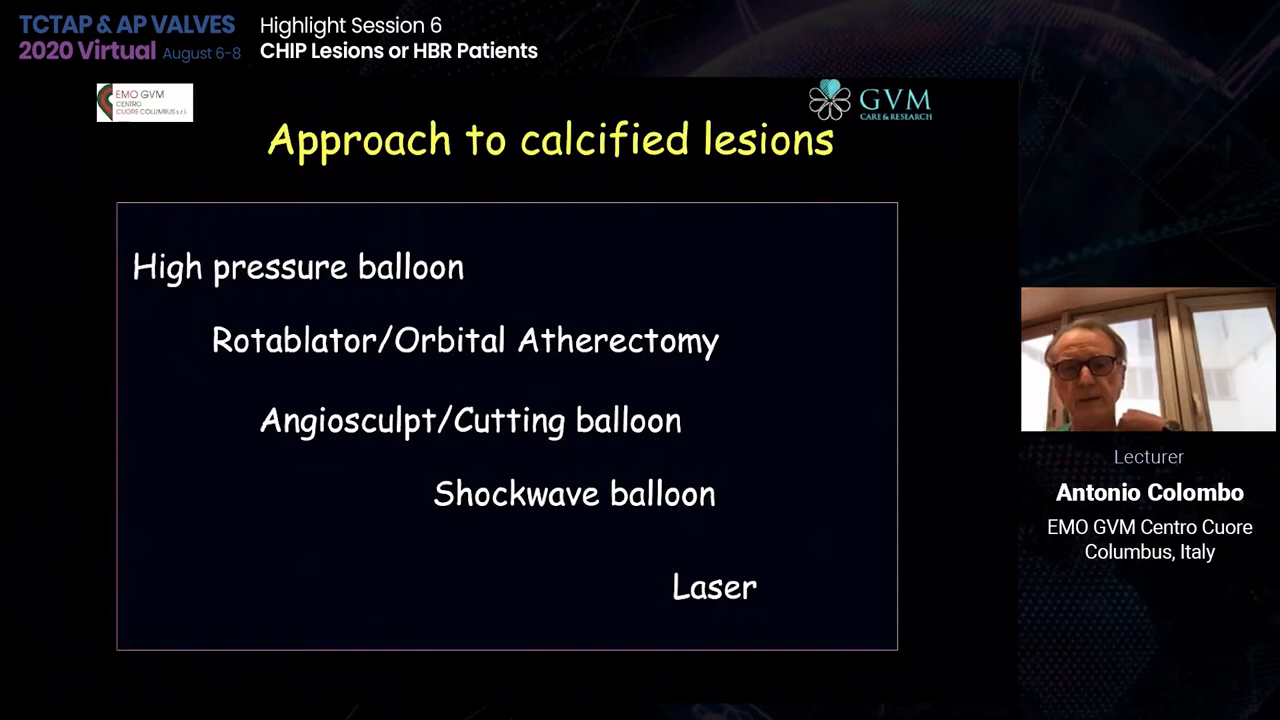 TCTAP & AP VALVES
2020 Virtual August 6-8
Highlight Session 6
CHIP Lesions or HBR Patients
EMO GVM
CENTRO
CUORE COLUMBUS s.r.l.
GVM
CARE & RESEARCH
Approach to calcified lesions
High pressure balloon
Rotablator/Orbital Atherectomy
Angiosculpt/Cutting balloon
Shockwave balloon
Laser
Lecturer
Antonio Colombo
EMO GVM Centro Cuore
Columbus, Italy